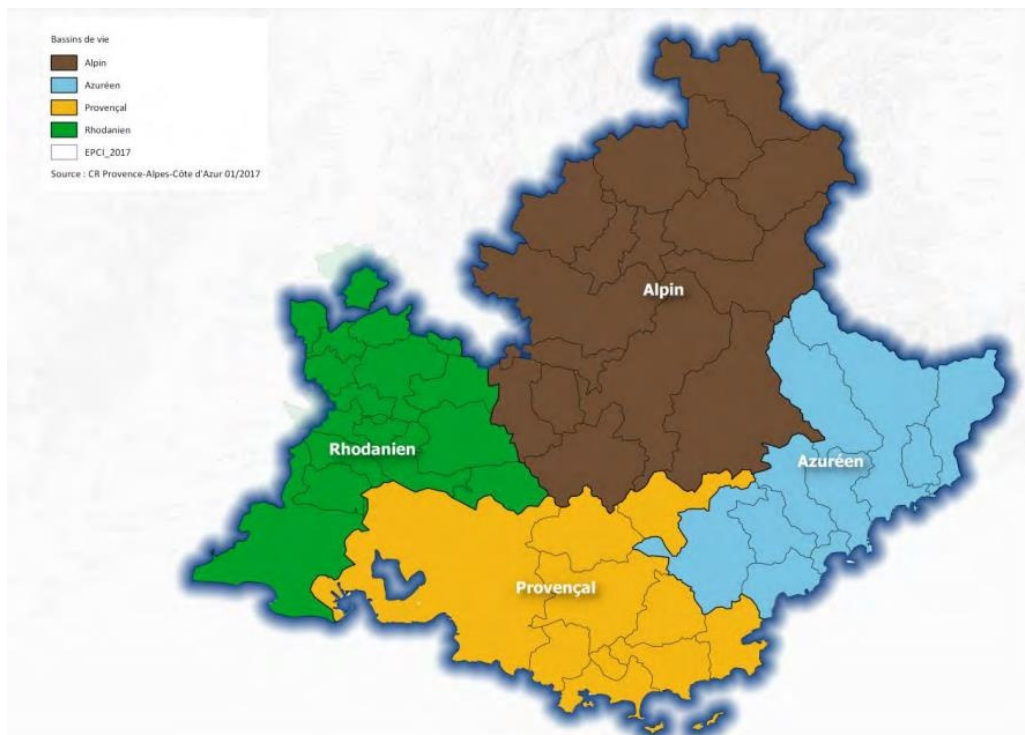 Bassins de vie
Alpin
Azuréen
Provençal
Rhodanien
EPCI_2017
Source : CR Provence-Alpes-Côte d'Azur 01/2017
Alpin
Rhodanien
Azuréen
Provençal